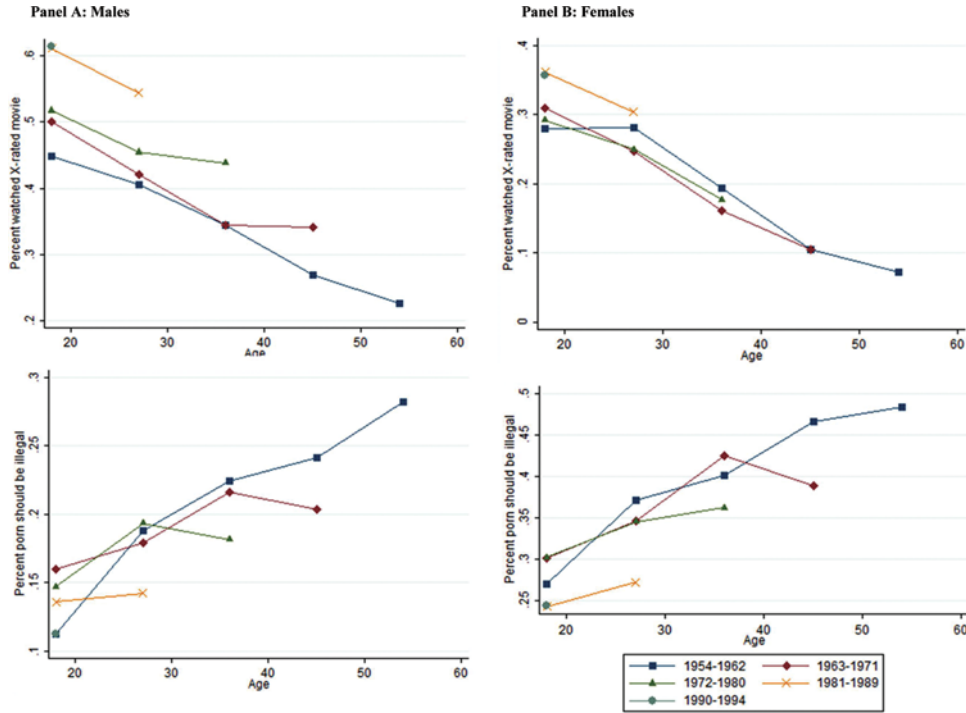 Panel A: Males
Panel B: Females
Percent watched X-rated movie
.6
.5
.4
.3
.2
20 30 40 50 60
Age
Percent watched X-rated movie
.4
.3
.2
.1
0
20 30 40 50 60
Age
Percent porn should be illegal
.3
.25
.2
.15
.1
20 30 40 50 60
Age
Percent porn should be illegal
.5
.45
.4
.35
.3
.25
20 30 40 50 60
Age
1954-1962 1963-1971
1972-1980 1981-1989
1990-1994